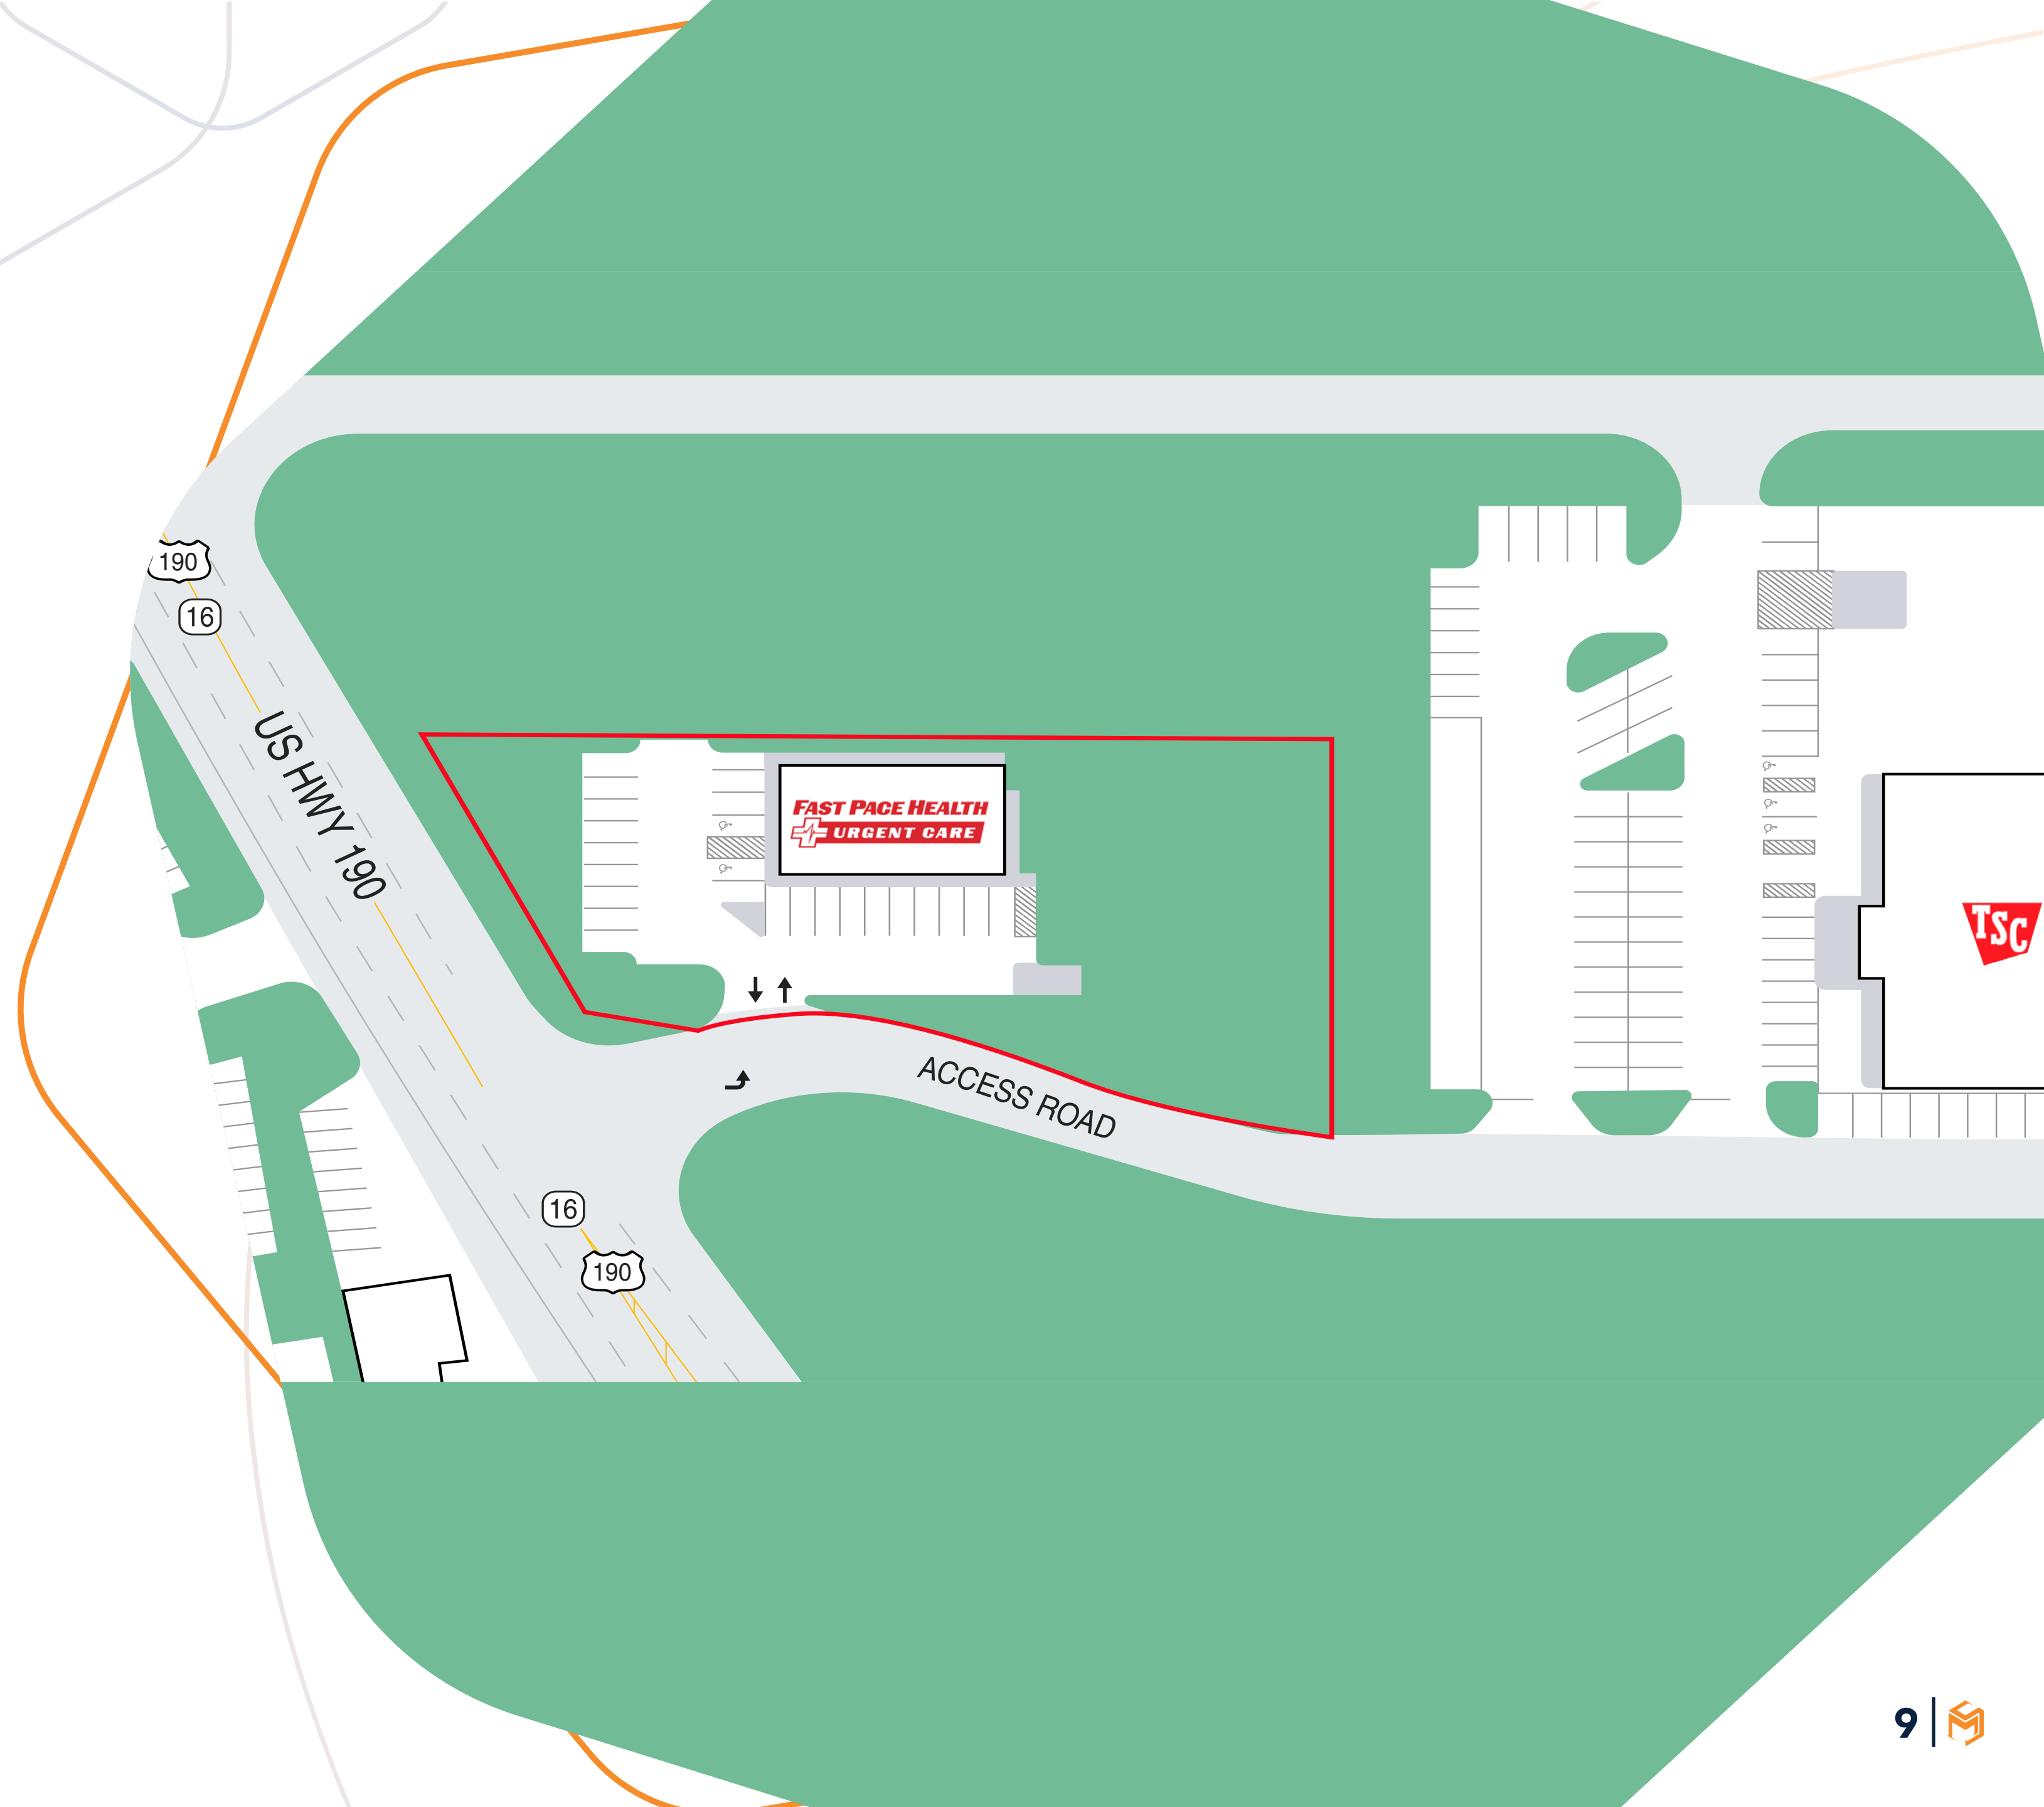 190
16
US HWY 190
FAST PACE HEALTH
URGENT CARE
TSC
ACCESS ROAD
16
190
9